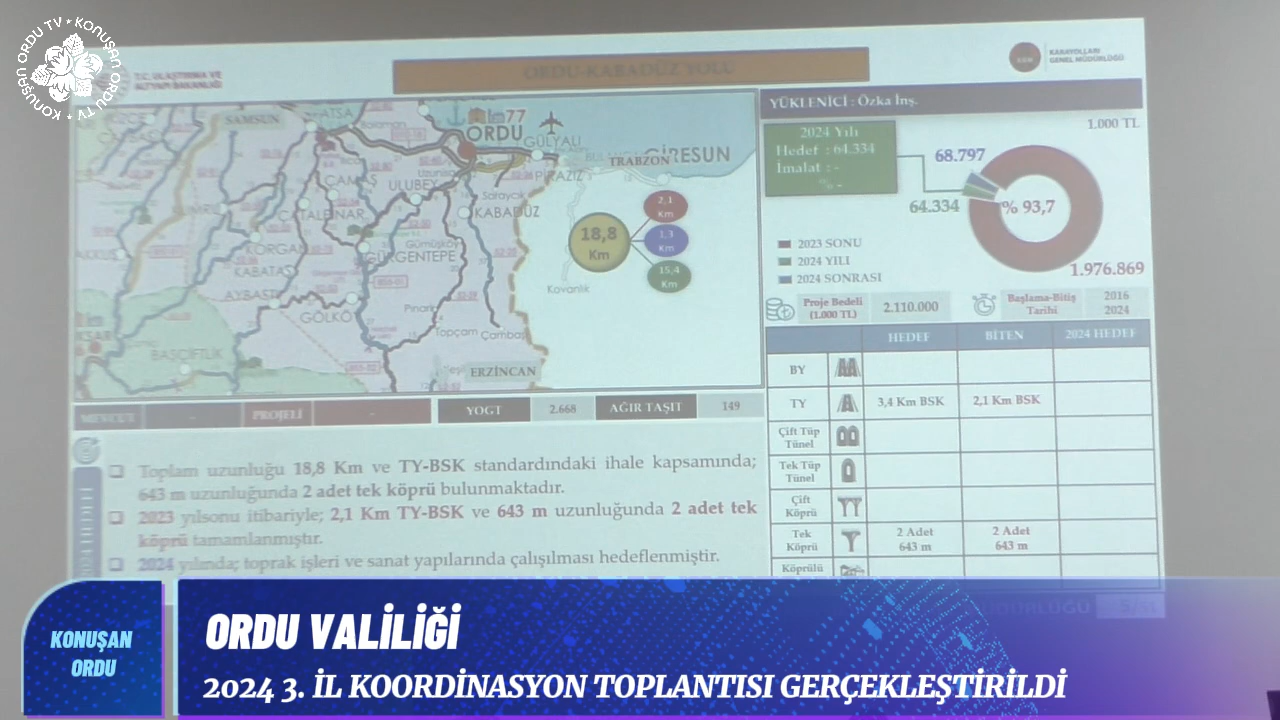 KONUŞAN ORDU TV • KONUŞAN ORDU TV
T.C. ULAŞTIRMA VE
ALTYAPI BAKANLIĞI
ORDU-KABADÜZ YOLU
KARAYOLLARI
GENEL MÜDÜRLÜĞÜ
YÜKLENİCİ : Özka İnş.
1.000 TL
2024 Yılı
Hedef : 64.334
İmalat : -
% -
68.797
64.334
% 93,7
1.976.869
2023 SONU
2024 YILI
2024 SONRASI
SAMSUN
77
ORDU
GÜLYALI
TRABZON
GİRESUN
PİRAZİZ
ULUBEY
Saraycık
KABADÜZ
KORGAN
Gümüşköy
GÜRGENTEPE
KABATAŞ
AYBASTI
GÖLKÖY
Kovanlık
Topçam
BAŞÇİFTLİK
ERZİNCAN
18,8
Km
2,1
Km
1,3
Km
15,4
Km
Proje Bedeli
(1.000 TL)
2.110.000
Başlama-Bitiş
Tarihi
2016
2024
HEDEF BİTEN 2024 HEDEF
BY
TY 3,4 Km BSK 2,1 Km BSK
Çift Tüp
Tünel
Tek Tüp
Tünel
Çift
Köprü
Tek
Köprü
2 Adet
643 m
2 Adet
643 m
Köprülü
MEVCUT - PROJELİ - YOGT 2.668 AĞIR TAŞIT 149
Toplam uzunluğu 18,8 Km ve TY-BSK standardındaki ihale kapsamında;
643 m uzunluğunda 2 adet tek köprü bulunmaktadır.
2023 yılsonu itibariyle; 2,1 Km TY-BSK ve 643 m uzunluğunda 2 adet tek
köprü tamamlanmıştır.
2024 yılında; toprak işleri ve sanat yapılarında çalışılması hedeflenmiştir.
KONUŞAN
ORDU
ORDU VALİLİĞİ
2024 3. İL KOORDİNASYON TOPLANTISI GERÇEKLEŞTİRİLDİ